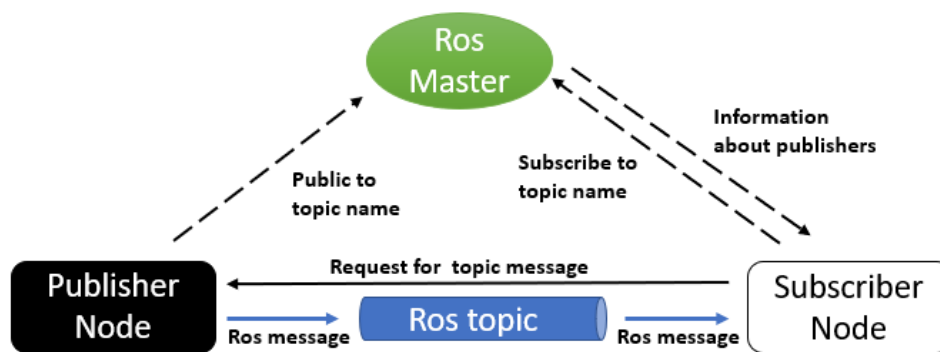 Ros
Master
Information
about publishers
Subscribe to
topic name
Public to
topic name
Request for topic message
Publisher
Node
Ros topic
Subscriber
Node
Ros message
Ros message